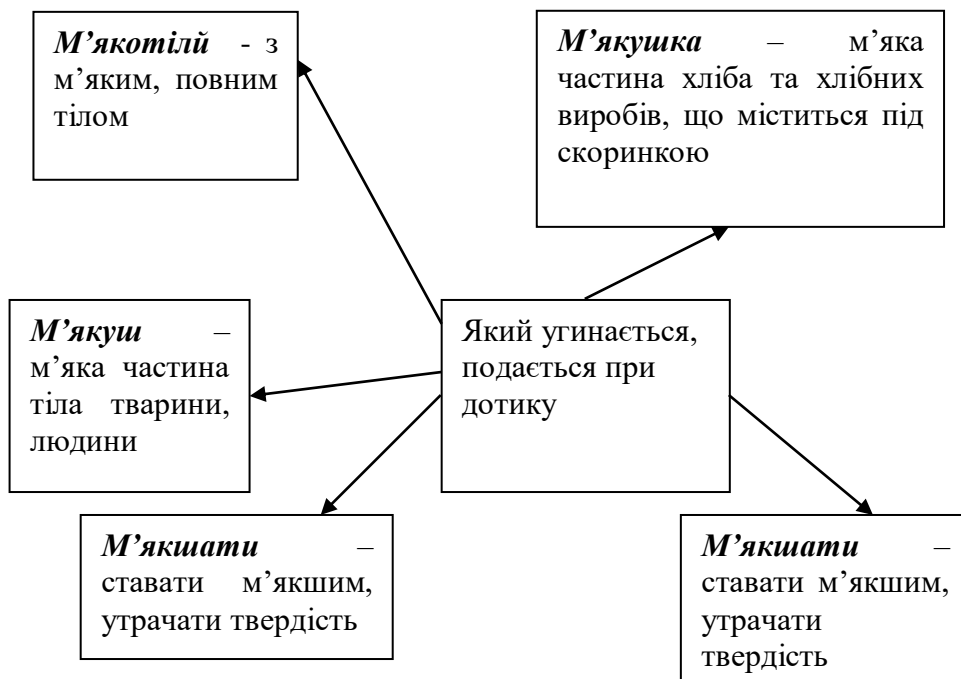 М’якотілй - з
м’яким, повним
тілом
М’якушка – м’яка
частина хліба та хлібних
виробів, що міститься під
скоринкою
М’якуш –
м’яка частина
тіла тварини,
людини
Який угинається,
подається при
дотику
М’якшати –
ставати м’якшим,
утрачати твердість
М’якшати –
ставати м’якшим,
утрачати
твердість